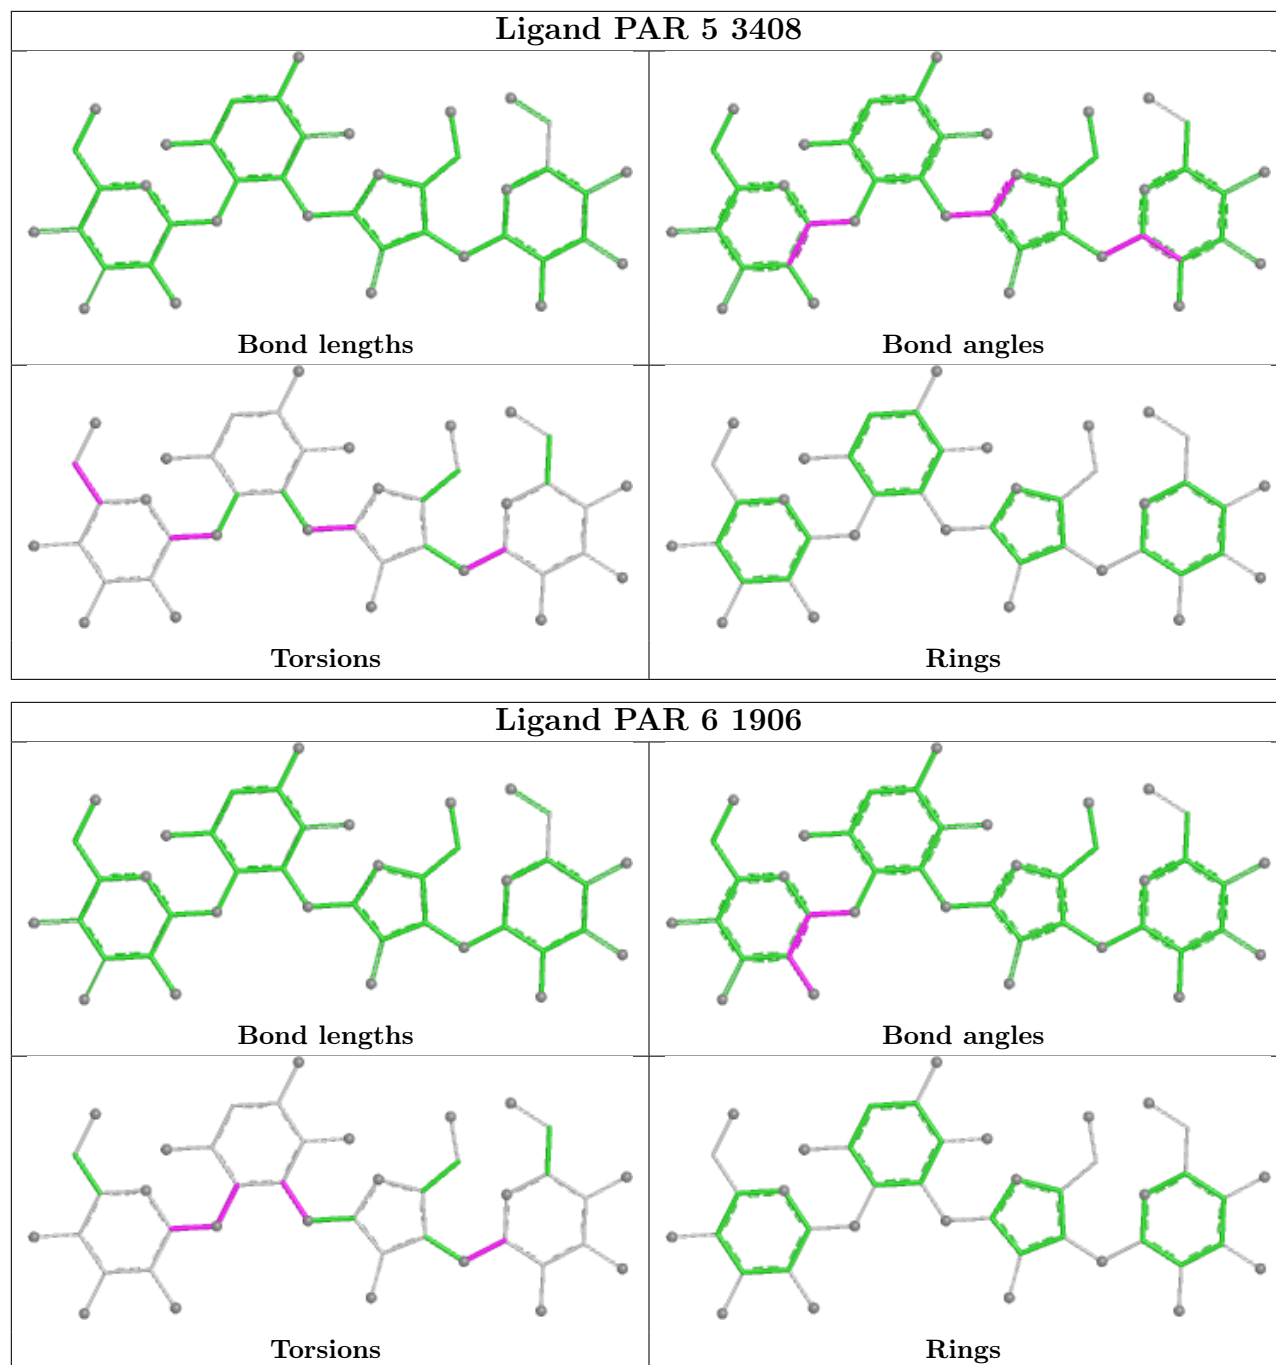 Ligand PAR 5 3408
Bond lengths
Bond angles
Torsions
Rings
Ligand PAR 6 1906
Bond lengths
Bond angles
Torsions
Rings